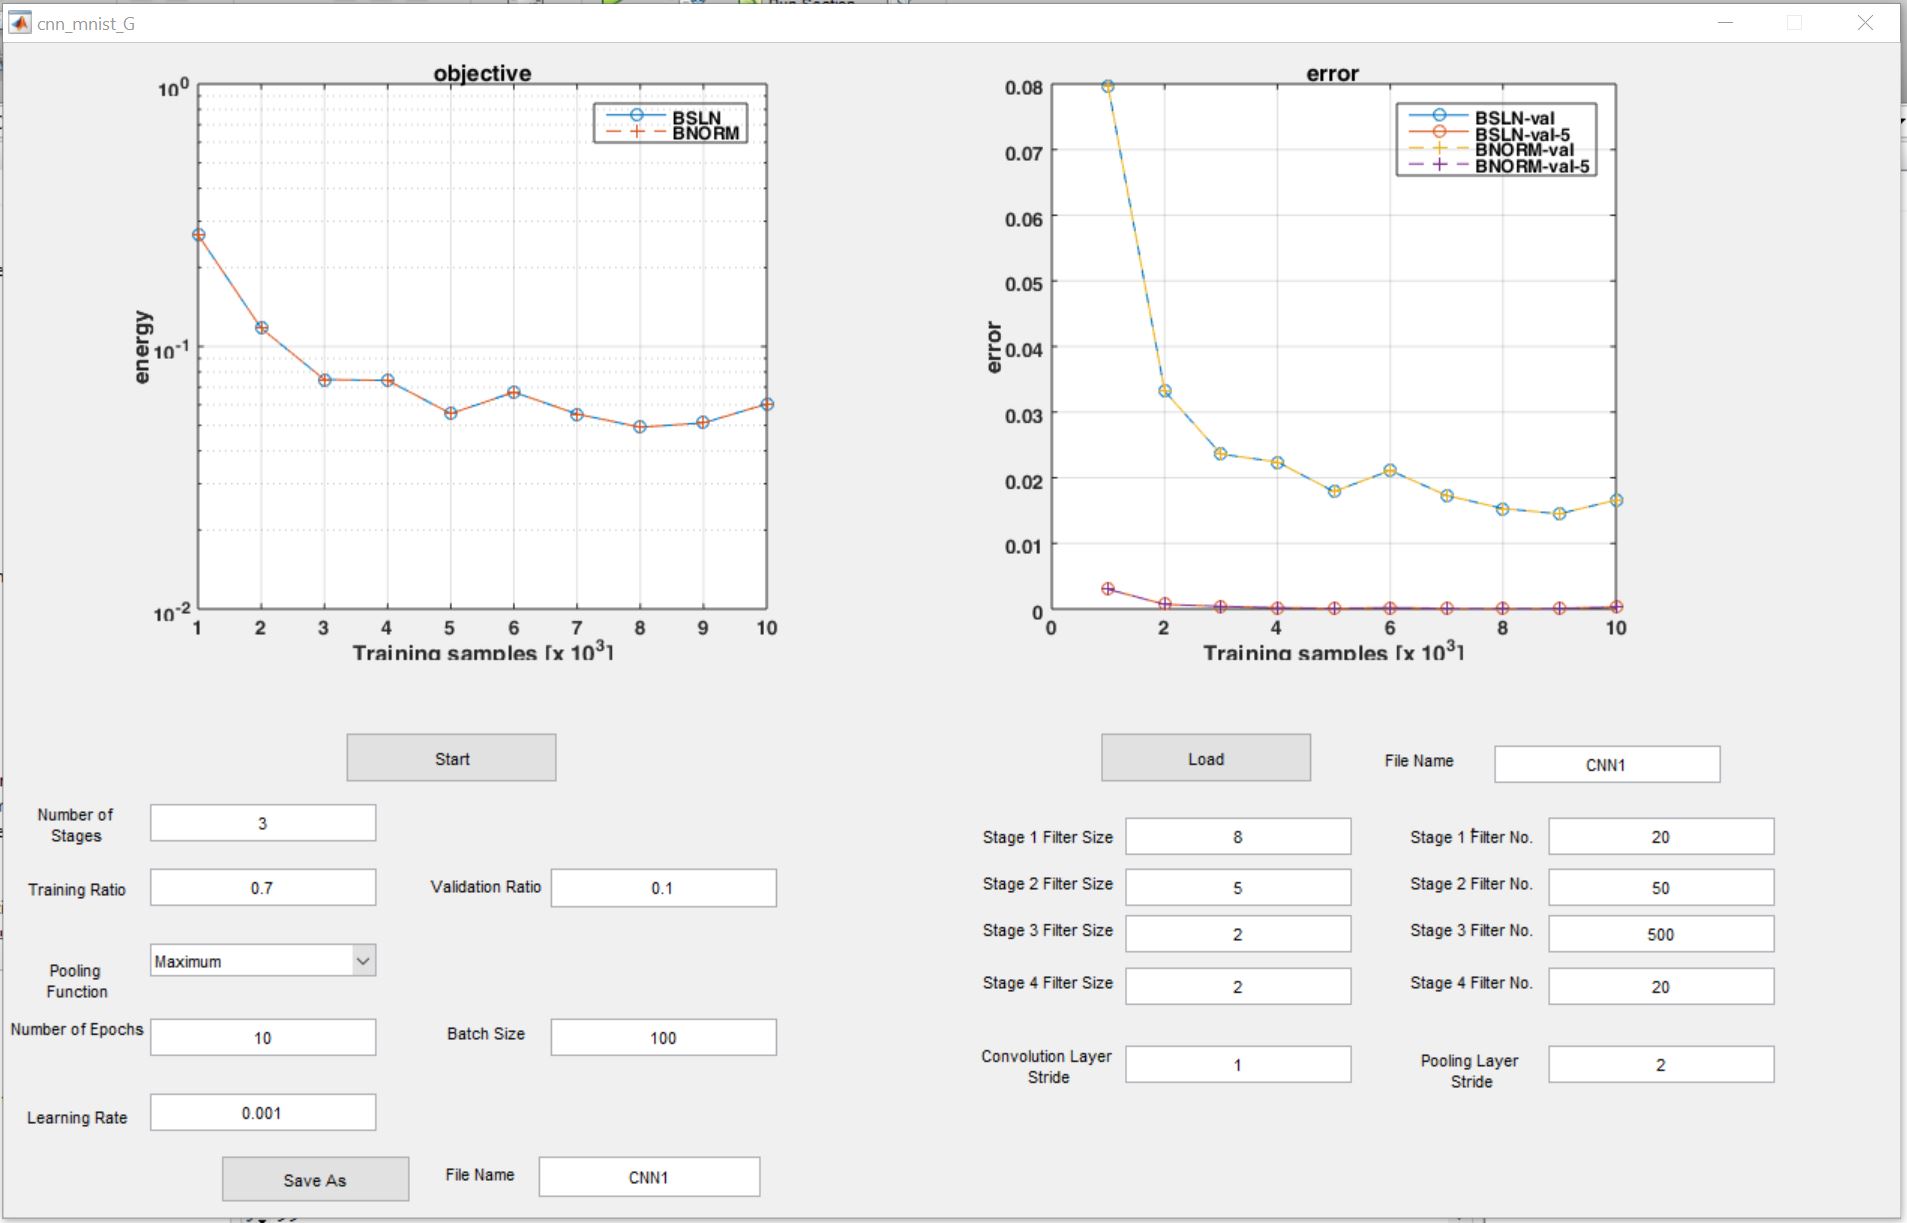 Run Section
cnn_mnist_G
objective
10^0
10^-1
10^-2
energy
BSLN
BNORM
1 2 3 4 5 6 7 8 9 10
Training samples [x 10^3]
error
0.08
0.07
0.06
0.05
0.04
0.03
0.02
0.01
0
error
BSLN-val
BSLN-val-5
BNORM-val
BNORM-val-5
0 2 4 6 8 10
Training samples [x 10^3]
Start
Number of
Stages
3
Training Ratio
0.7
Validation Ratio
0.1
Pooling
Function
Maximum
Number of Epochs
10
Batch Size
100
Learning Rate
0.001
Save As
File Name
CNN1
Load
File Name
CNN1
Stage 1 Filter Size
8
Stage 1 Filter No.
20
Stage 2 Filter Size
5
Stage 2 Filter No.
50
Stage 3 Filter Size
2
Stage 3 Filter No.
500
Stage 4 Filter Size
2
Stage 4 Filter No.
20
Convolution Layer
Stride
1
Pooling Layer
Stride
2